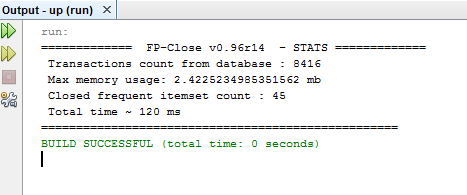 Output - up (run) ×
run:
============= FP-Close v0.96r14 - STATS =============
Transactions count from database : 8416
Max memory usage: 2.4225234985351562 mb
Closed frequent itemset count : 45
Total time ~ 120 ms
===================================================
BUILD SUCCESSFUL (total time: 0 seconds)